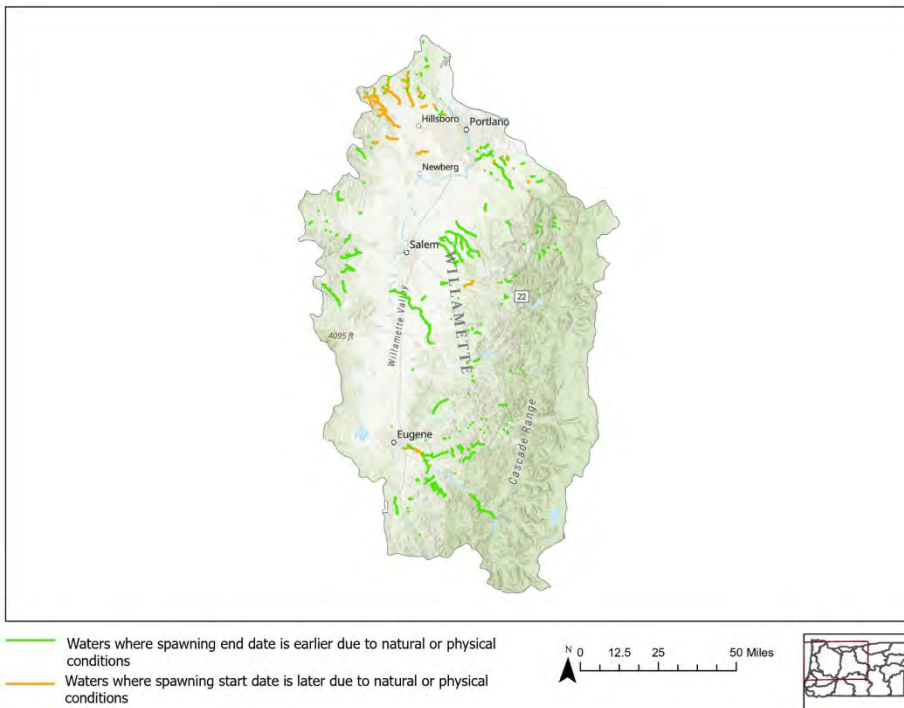 Hillsboro
Portland
Newberg
Salem
WILLAMETTE
22
Willamette Valley
4095 ft
Eugene
Cascade Range
Waters where spawning end date is earlier due to natural or physical
conditions
Waters where spawning start date is later due to natural or physical
conditions
N
0 12.5 25 50 Miles